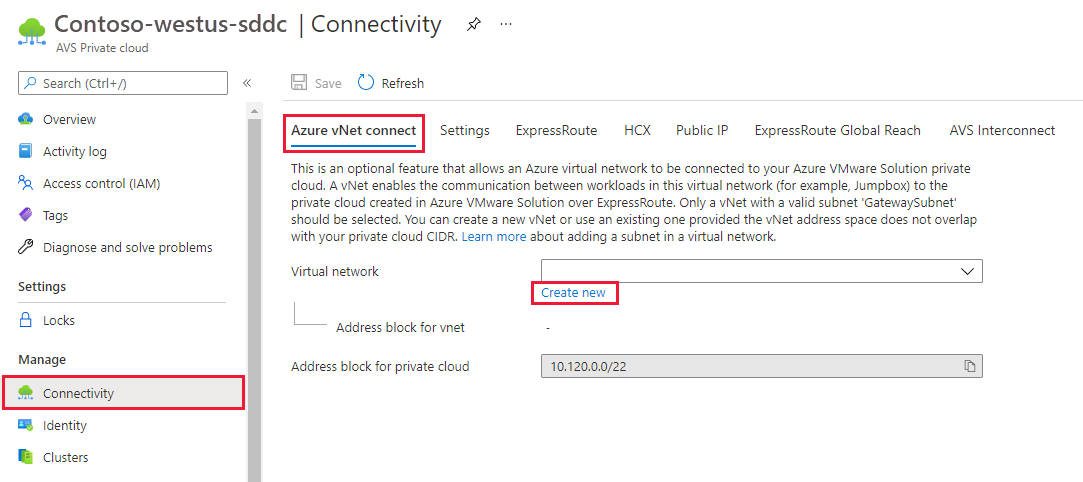 Contoso-westus-sddc | Connectivity
AVS Private cloud
Search (Ctrl+/)
Overview
Activity log
Access control (IAM)
Tags
Diagnose and solve problems
Settings
Locks
Manage
Connectivity
Identity
Clusters
Save Refresh
Azure vNet connect Settings ExpressRoute HCX Public IP ExpressRoute Global Reach AVS Interconnect
This is an optional feature that allows an Azure virtual network to be connected to your Azure VMware Solution private
cloud. A vNet enables the communication between workloads in this virtual network (for example, Jumpbox) to the
private cloud created in Azure VMware Solution over ExpressRoute. Only a vNet with a valid subnet 'GatewaySubnet'
should be selected. You can create a new vNet or use an existing one provided the vNet address space does not overlap
with your private cloud CIDR. Learn more about adding a subnet in a virtual network.
Virtual network
Create new
Address block for vnet -
Address block for private cloud 10.120.0.0/22